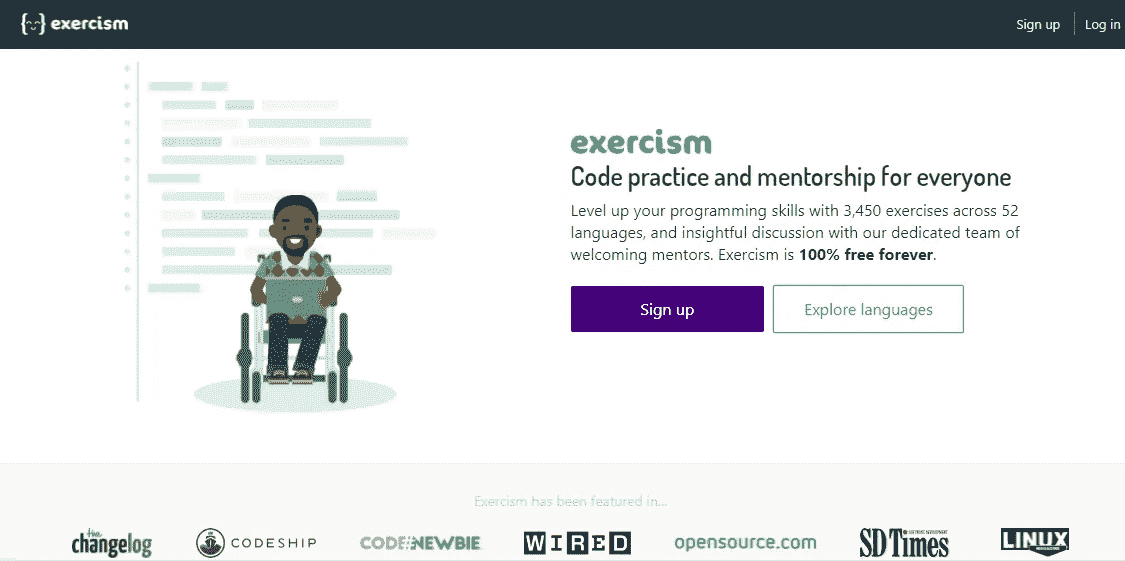 exercism
Sign up
Log in
exercism
Code practice and mentorship for everyone
Level up your programming skills with 3,450 exercises across 52
languages, and insightful discussion with our dedicated team of
welcoming mentors. Exercism is 100% free forever.
Sign up
Explore languages
Exercism has been featured in...
the
changelog
CODESHIP
CODE#NEWBIE
WIRED
opensource.com
SD Times
LINUX